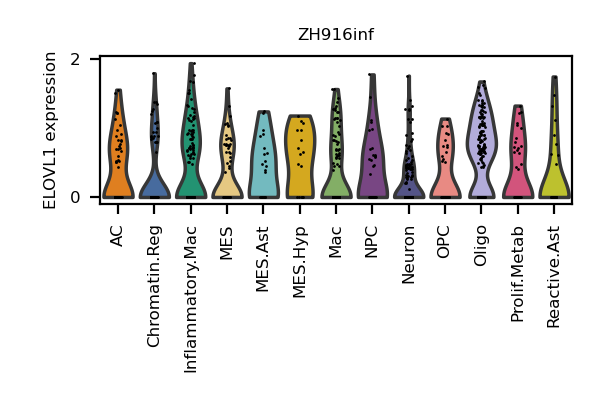 ZH916inf
ELOVL1 expression
2
0
AC
Chromatin.Reg
Inflammatory.Mac
MES
MES.Ast
MES.Hyp
Mac
NPC
Neuron
OPC
Oligo
Prolif.Metab
Reactive.Ast